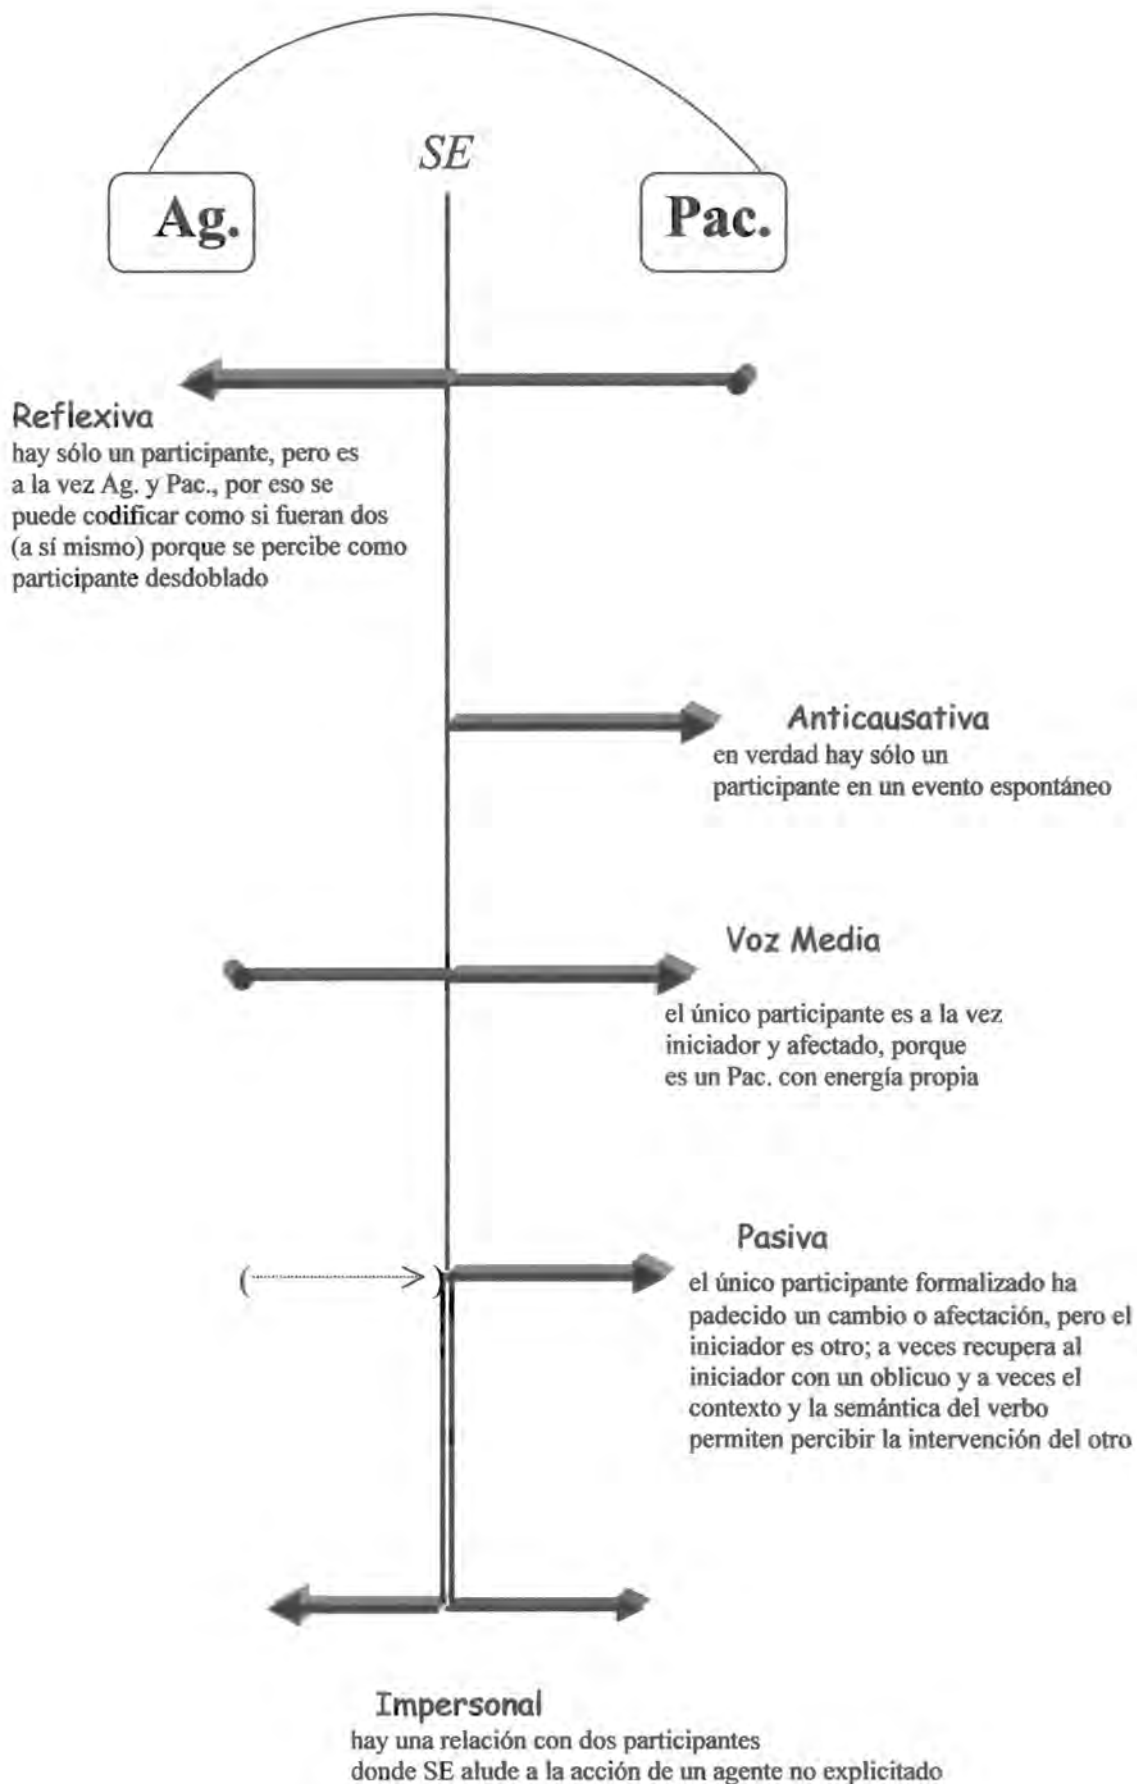 SE
Ag.
Pac.
Reflexiva
hay sólo un participante, pero es
a la vez Ag. y Pac., por eso se
puede codificar como si fueran dos
(a sí mismo) porque se percibe como
participante desdoblado
Anticausativa
en verdad hay sólo un
participante en un evento espontáneo
Voz Media
el único participante es a la vez
iniciador y afectado, porque
es un Pac. con energía propia
Pasiva
( )
el único participante formalizado ha
padecido un cambio o afectación, pero el
iniciador es otro; a veces recupera al
iniciador con un oblicuo y a veces el
contexto y la semántica del verbo
permiten percibir la intervención del otro
Impersonal
hay una relación con dos participantes
donde SE alude a la acción de un agente no explicitado